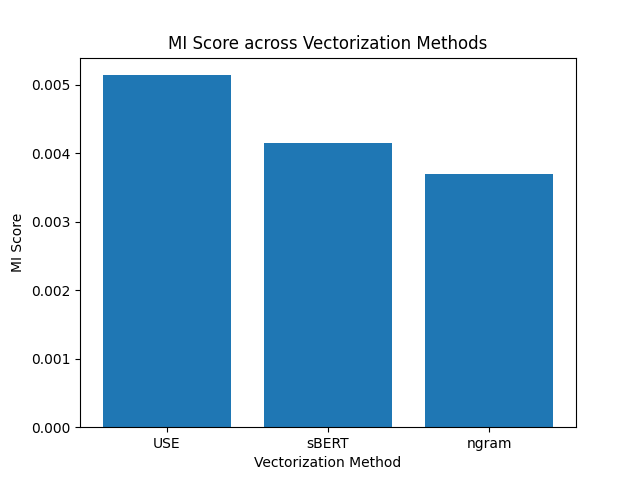 MI Score across Vectorization Methods
0.005
0.004
0.003
0.002
0.001
0.000
MI Score
USE sBERT ngram
Vectorization Method